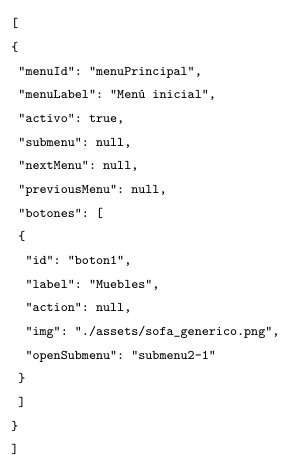 [
{
"menuId": "menuPrincipal",
"menuLabel": "Menú inicial",
"activo": true,
"submenu": null,
"nextMenu": null,
"previousMenu": null,
"botones": [
{
"id": "boton1",
"label": "Muebles",
"action": null,
"img": "./assets/sofa_generico.png",
"openSubmenu": "submenu2-1"
}
]
}
]